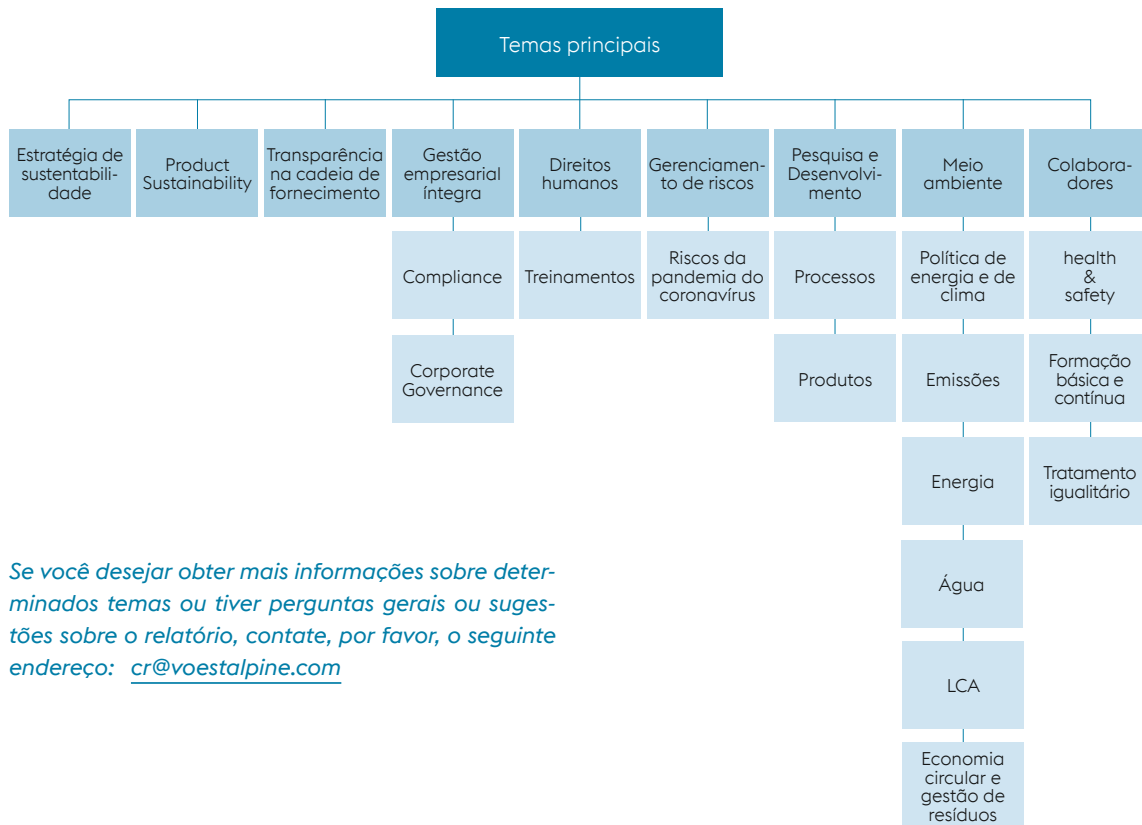 Temas principais
Estratégia de
sustentabili-
dade
Product
Sustainability
Transparência
na cadeia de
fornecimento
Gestão
empresarial
íntegra
Direitos
humanos
Gerenciamen-
to de riscos
Pesquisa e
Desenvolvi-
mento
Meio
ambiente
Colabora-
dores
Compliance
Treinamentos
Riscos da
pandemia do
coronavírus
Processos
Política de
energia e de
clima
health
&
safety
Corporate
Governance
Produtos
Emissões
Formação
básica e
contínua
Energia
Tratamento
igualitário
Água
LCA
Economia
circular e
gestão de
resíduos
Se você desejar obter mais informações sobre deter-
minados temas ou tiver perguntas gerais ou suges-
tões sobre o relatório, contate, por favor, o seguinte
endereço: cr@voestalpine.com